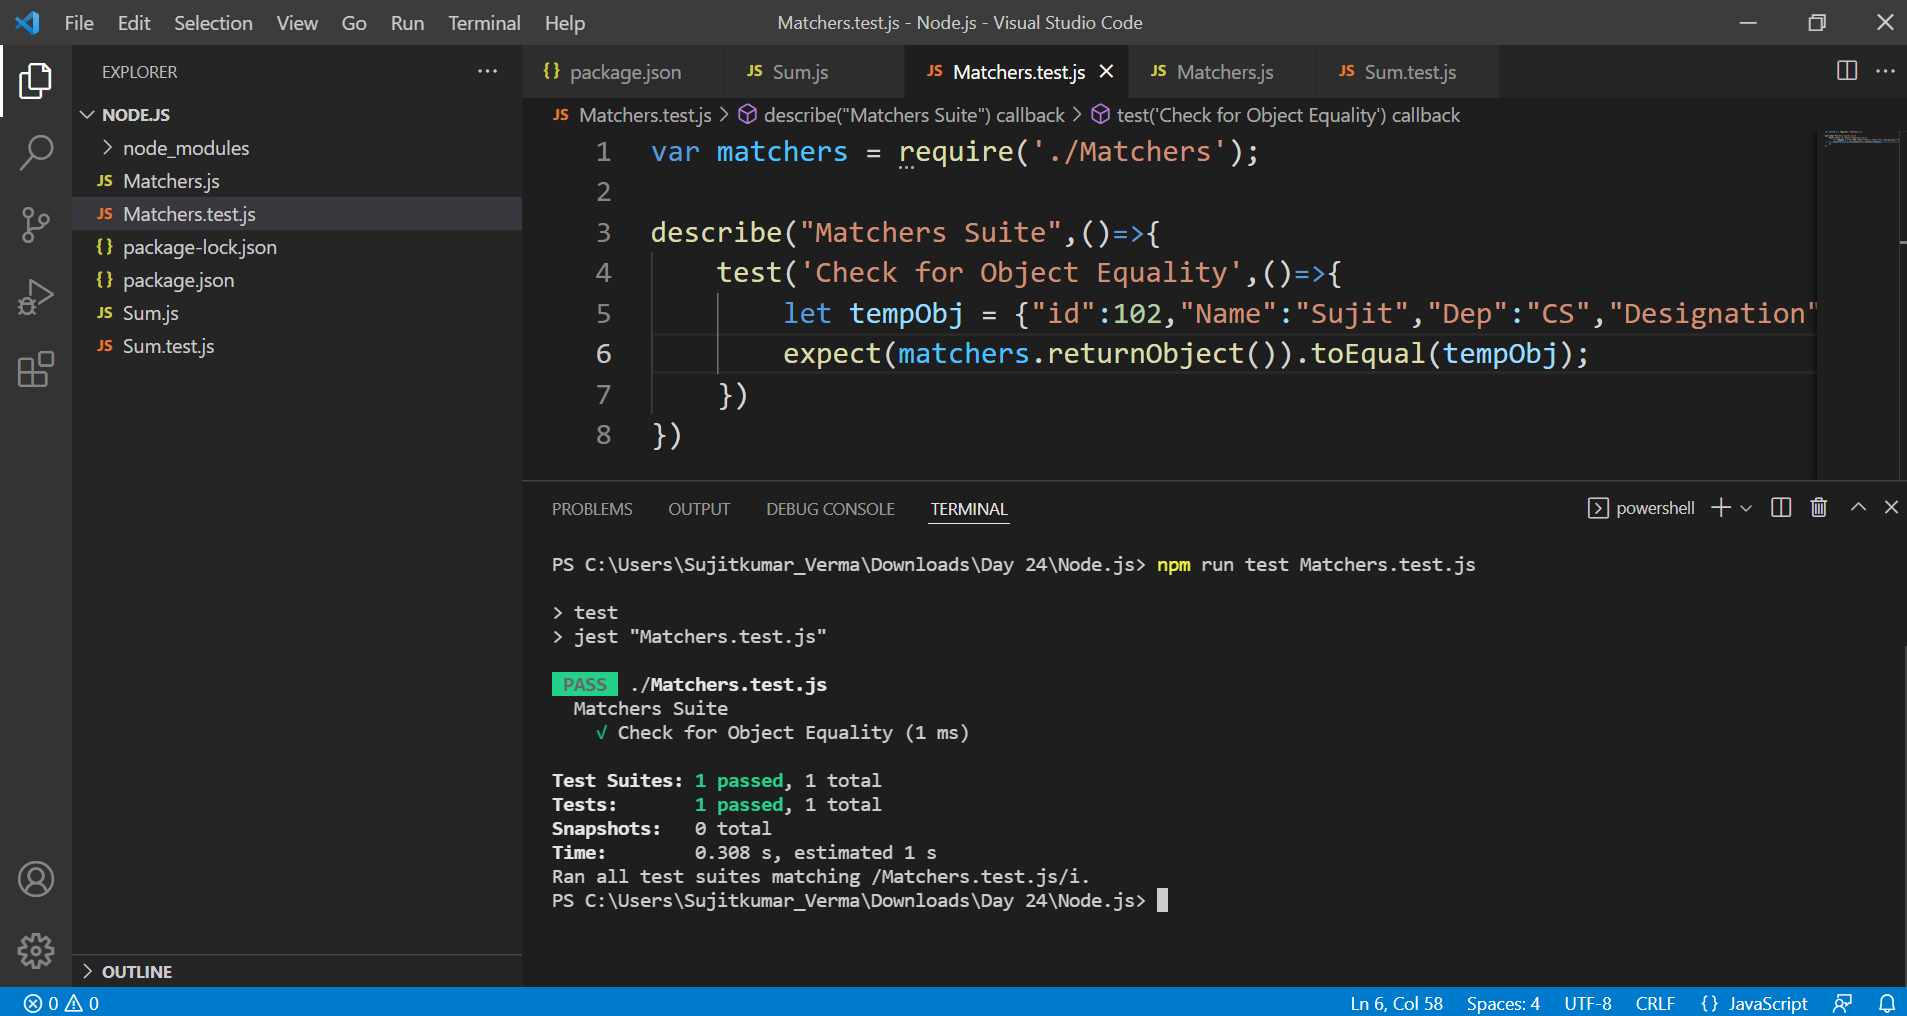 File Edit Selection View Go Run Terminal Help Matchers.test.js - Node.js - Visual Studio Code
EXPLORER
NODE.JS
node_modules
JS Matchers.js
JS Matchers.test.js
{} package-lock.json
{} package.json
JS Sum.js
JS Sum.test.js
OUTLINE
{} package.json JS Sum.js JS Matchers.test.js JS Matchers.js JS Sum.test.js
JS Matchers.test.js > describe("Matchers Suite") callback > test('Check for Object Equality') callback
1 var matchers = require('./Matchers');
2
3 describe("Matchers Suite",()=>{
4 test('Check for Object Equality',()=>{
5 let tempObj = {"id":102,"Name":"Sujit","Dep":"CS","Designation"
6 expect(matchers.returnObject()).toEqual(tempObj);
7 })
8 })
PROBLEMS OUTPUT DEBUG CONSOLE TERMINAL powershell
PS C:\Users\Sujitkumar_Verma\Downloads\Day 24\Node.js> npm run test Matchers.test.js
> test
> jest "Matchers.test.js"
PASS ./Matchers.test.js
Matchers Suite
√ Check for Object Equality (1 ms)
Test Suites: 1 passed, 1 total
Tests: 1 passed, 1 total
Snapshots: 0 total
Time: 0.308 s, estimated 1 s
Ran all test suites matching /Matchers.test.js/i.
PS C:\Users\Sujitkumar_Verma\Downloads\Day 24\Node.js>
0 0 Ln 6, Col 58 Spaces: 4 UTF-8 CRLF {} JavaScript